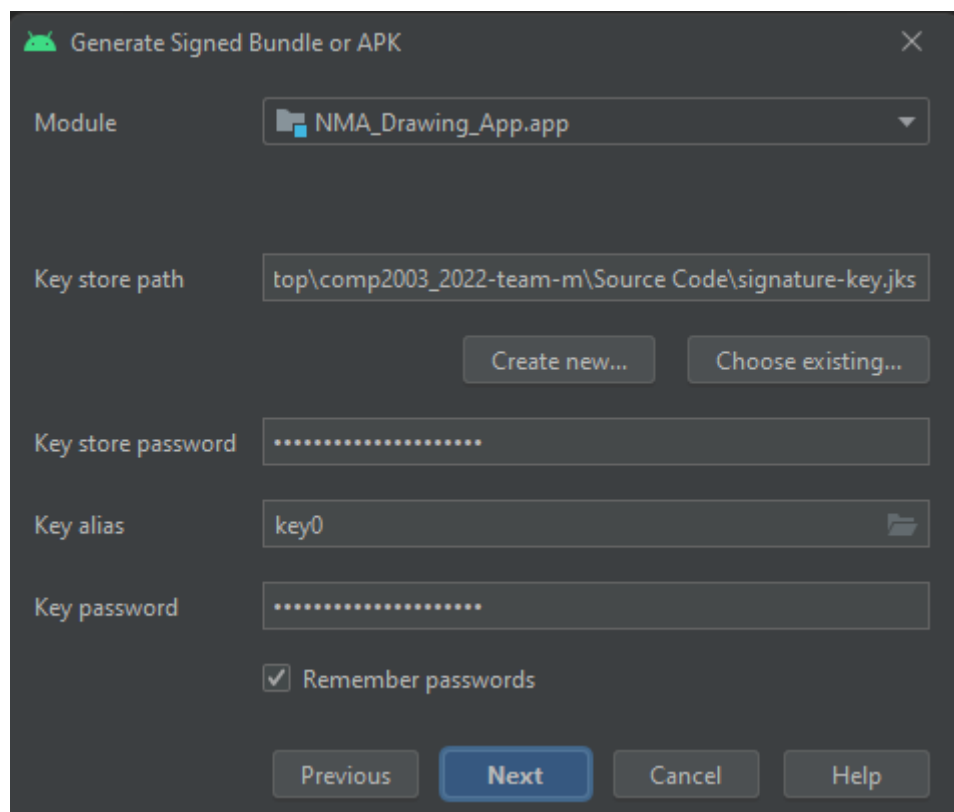 Generate Signed Bundle or APK
Module
NMA_Drawing_App.app
Key store path
top\comp2003_2022-team-m\Source Code\signature-key.jks
Create new...
Choose existing...
Key store password
•••••••••••••••••••••
Key alias
key0
Key password
•••••••••••••••••••••
Remember passwords
Previous
Next
Cancel
Help